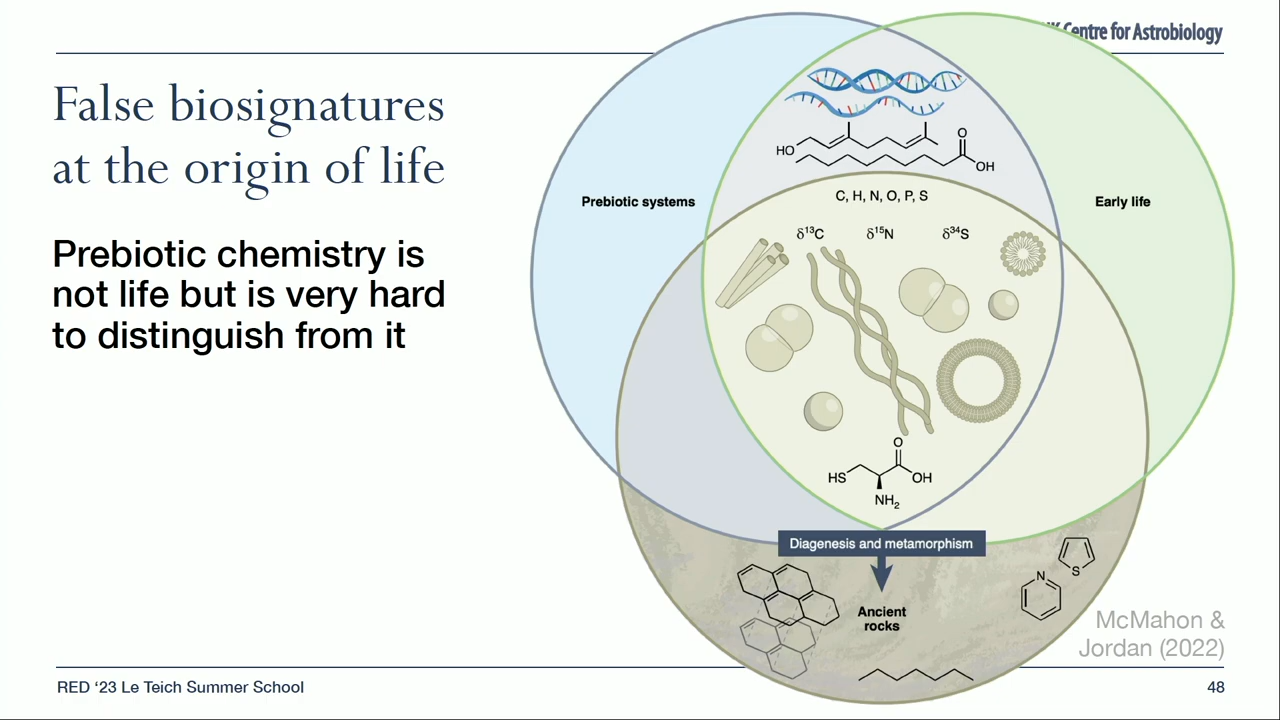 Centre for Astrobiology
False biosignatures
at the origin of life
Prebiotic chemistry is
not life but is very hard
to distinguish from it
Prebiotic systems
Early life
HO
O
OH
C, H, N, O, P, S
δ13C
δ15N
δ34S
O
HS
OH
NH2
Diagenesis and metamorphism
Ancient
rocks
N
S
McMahon &
Jordan (2022)
RED ‘23 Le Teich Summer School
48